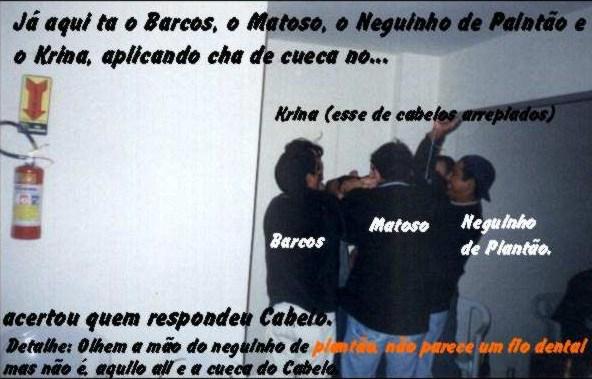 Já aqui ta o Barcos, o Matoso, o Neguinho de Plalntão e
o Krina, aplicando cha de cueca no...
Krina (esse de cabelos arrepiados)
Barcos
Matoso
Neguinho
de Plantão.
acertou quem respondeu Cabelo.
Detalhe: Olhem a mão do neguinho de plantão, não parece um fio dental
mas não é, aquilo ali e a cueca do Cabelo